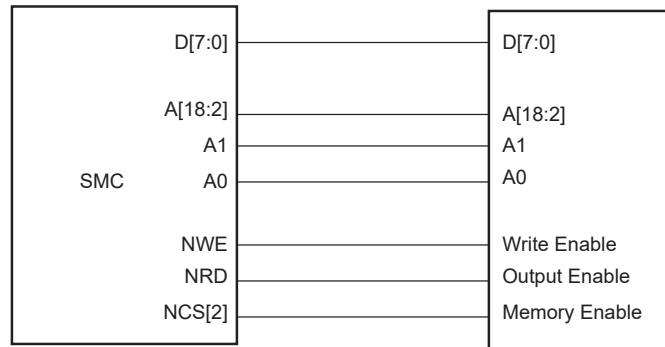 D[7:0] D[7:0]
A[18:2] A[18:2]
A1 A1
SMC A0 A0
NWE Write Enable
NRD Output Enable
NCS[2] Memory Enable